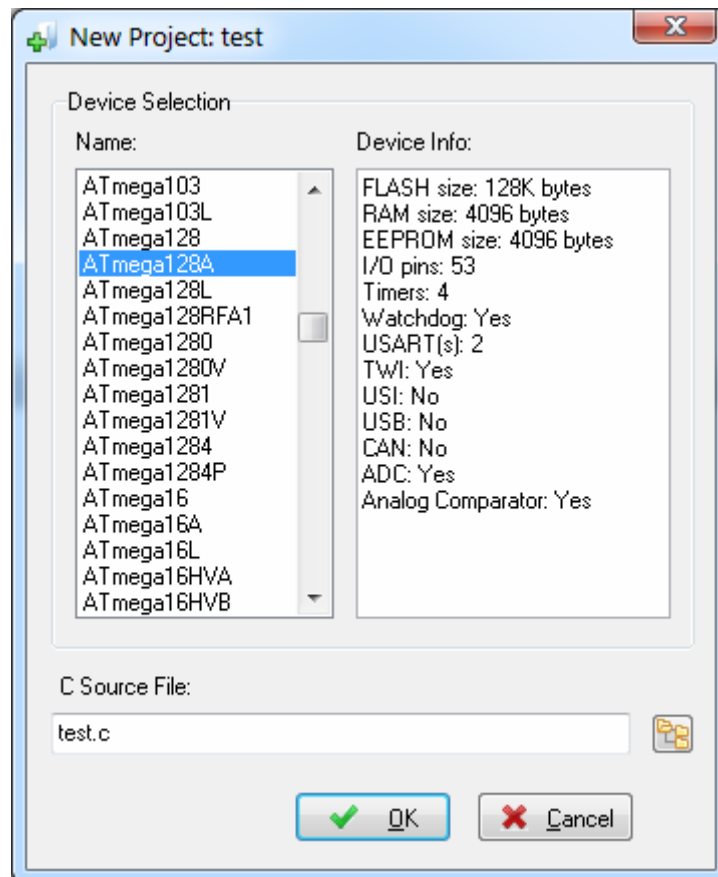 New Project: test
Device Selection
Name:
ATmega103
ATmega103L
ATmega128
ATmega128A
ATmega128L
ATmega128RFA1
ATmega1280
ATmega1280V
ATmega1281
ATmega1281V
ATmega1284
ATmega1284P
ATmega16
ATmega16A
ATmega16L
ATmega16HVA
ATmega16HVB
Device Info:
FLASH size: 128K bytes
RAM size: 4096 bytes
EEPROM size: 4096 bytes
I/O pins: 53
Timers: 4
Watchdog: Yes
USART(s): 2
TWI: Yes
USI: No
USB: No
CAN: No
ADC: Yes
Analog Comparator: Yes
C Source File:
test.c
OK Cancel